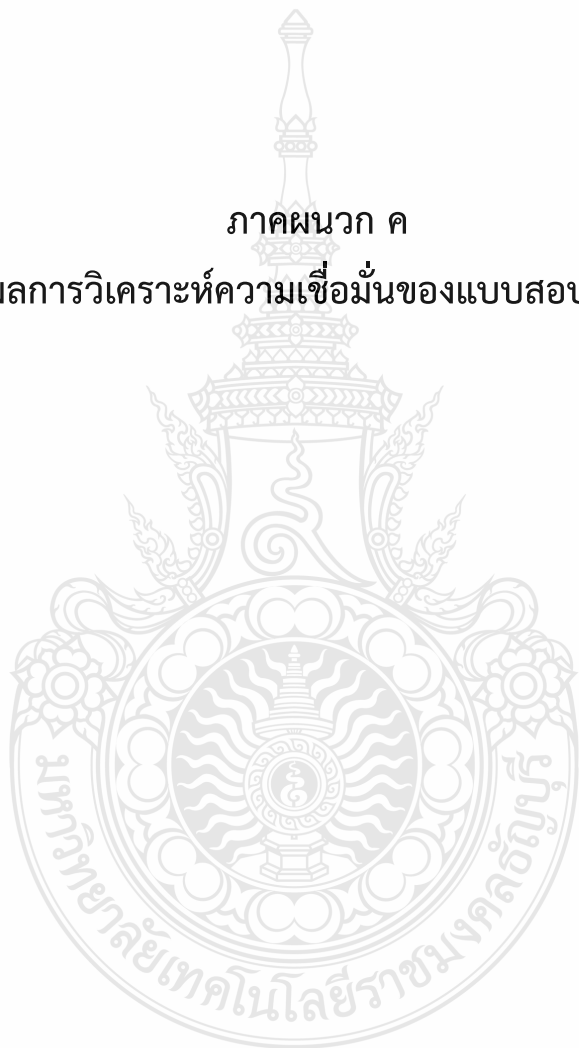 ภาคผนวก ค
ผลการวิเคราะห์ความเชื่อมั่นของแบบสอบ
มหาวิทยาลัยเทคโนโลยีราชมงคลธัญบุรี